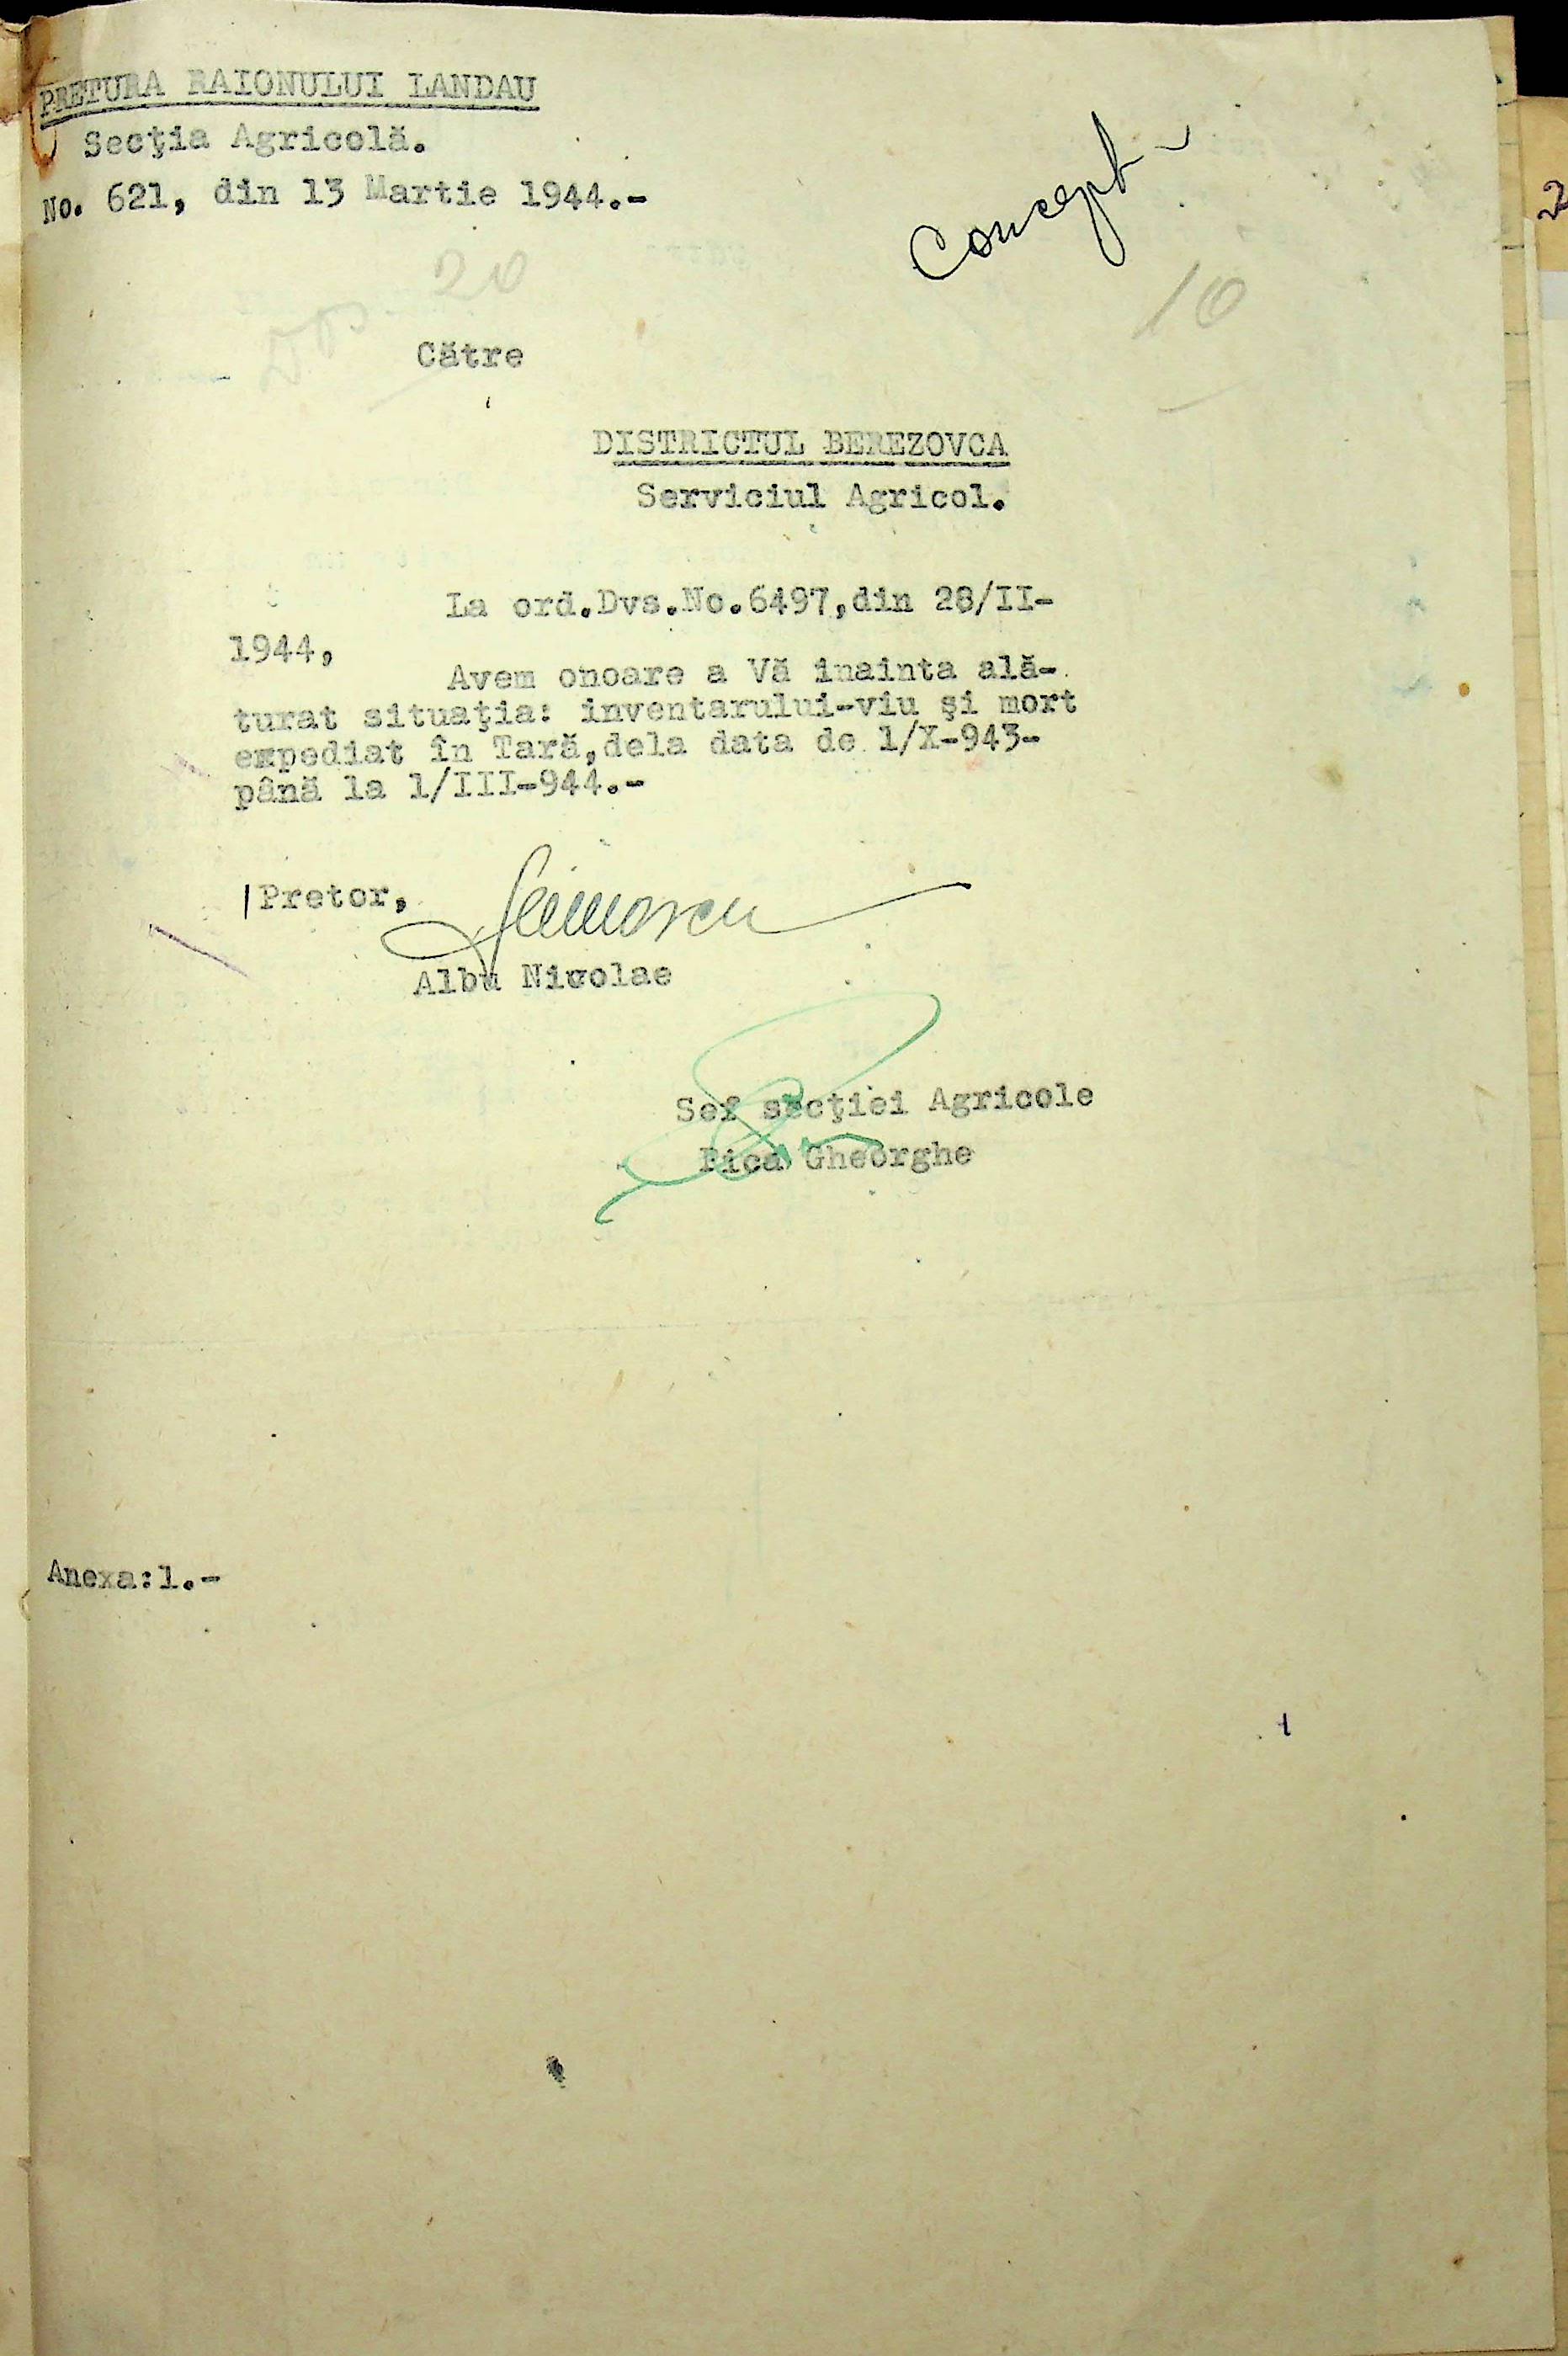 PRETURA RAIONULUI LANDAU
Secţia Agricolă.
No. 621, din 13 Martie 1944.-
Concept
20
10
Către
DISTRICTUL BEREZOVCA
Serviciul Agricol.
La ord.Dvs.No.6497,din 28/II-
1944,
Avem onoare a Vă inainta ală-
turat situaţia: inventarului-viu şi mort
expediat în Tară,dela data de 1/X-943-
până la 1/III-944.-
Pretor,
Albu Nicolae
Sef secţiei Agricole
Pica Gheorghe
Anexa:1.-